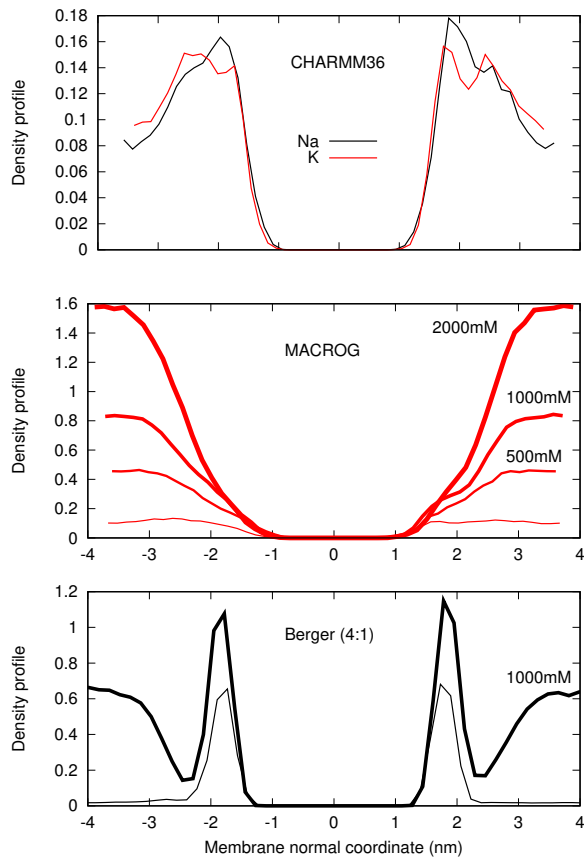 0.18
0.16
0.14
0.12
0.1
0.08
0.06
0.04
0.02
0
Density profile
CHARMM36
Na
K
1.6
1.4
1.2
1
0.8
0.6
0.4
0.2
0
Density profile
MACROG
2000mM
1000mM
500mM
-4 -3 -2 -1 0 1 2 3 4
1.2
1
0.8
0.6
0.4
0.2
0
Density profile
Berger (4:1)
1000mM
-4 -3 -2 -1 0 1 2 3 4
Membrane normal coordinate (nm)